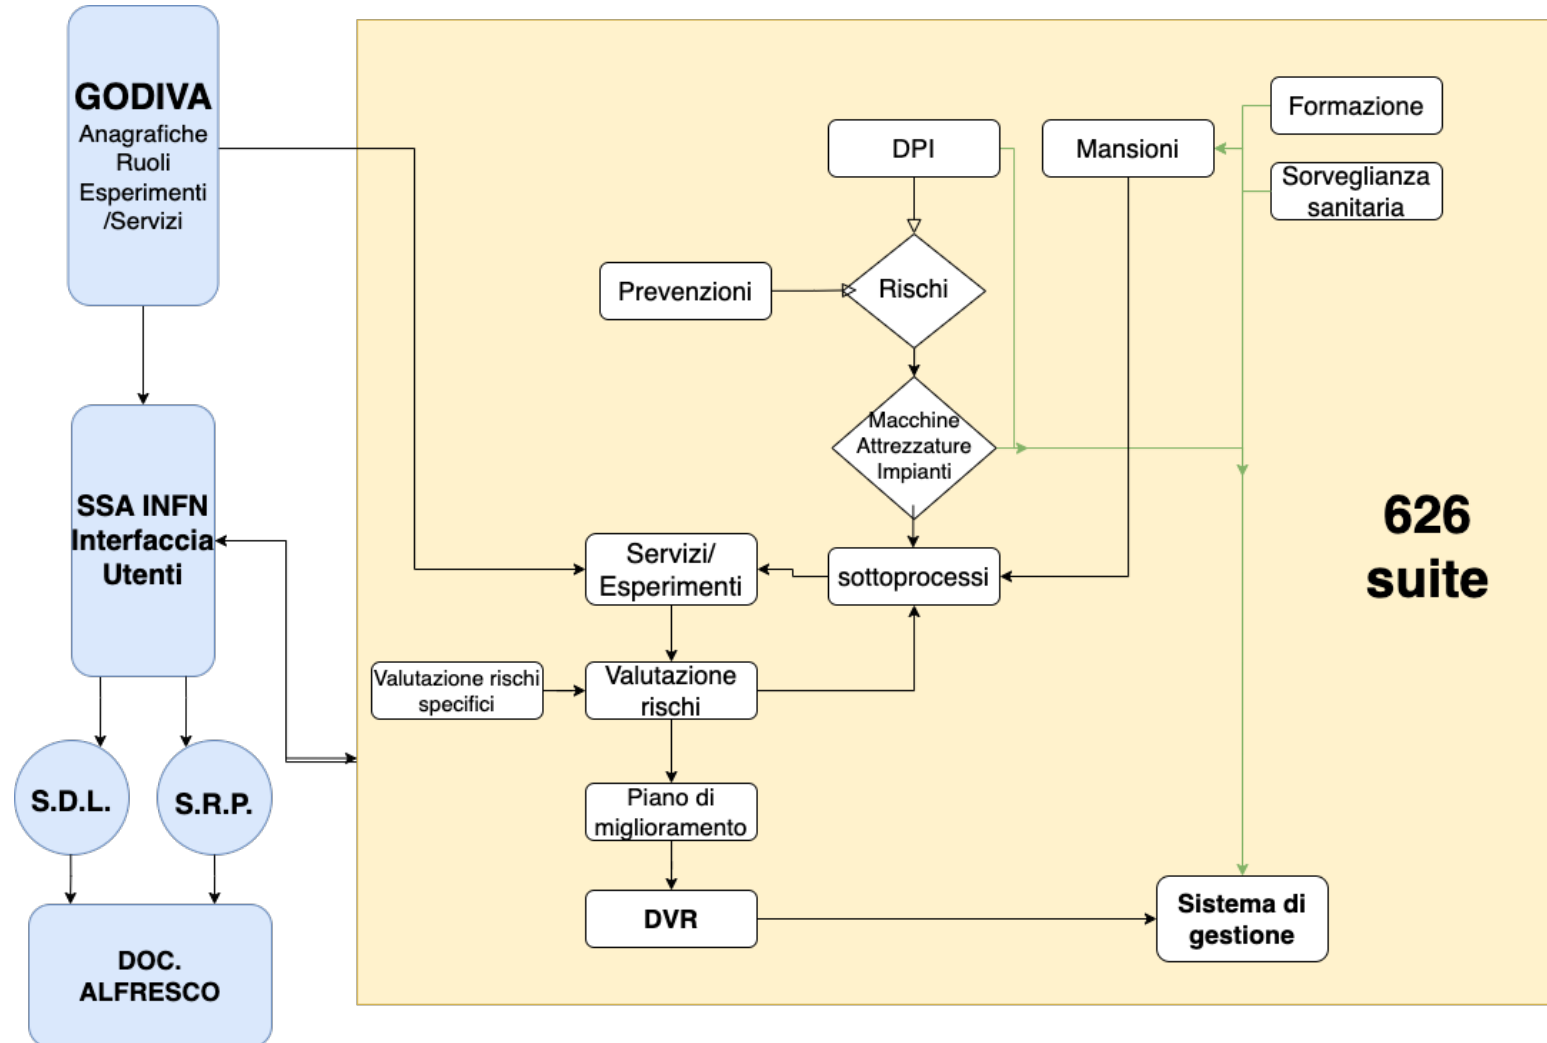 GODIVA
Anagrafiche
Ruoli
Esperimenti
/Servizi
SSA INFN
Interfaccia
Utenti
S.D.L.
S.R.P.
DOC.
ALFRESCO
DPI
Mansioni
Formazione
Sorveglianza
sanitaria
Prevenzioni
Rischi
Macchine
Attrezzature
Impianti
Servizi/
Esperimenti
sottoprocessi
Valutazione rischi
specifici
Valutazione
rischi
Piano di
miglioramento
DVR
Sistema di
gestione
626
suite